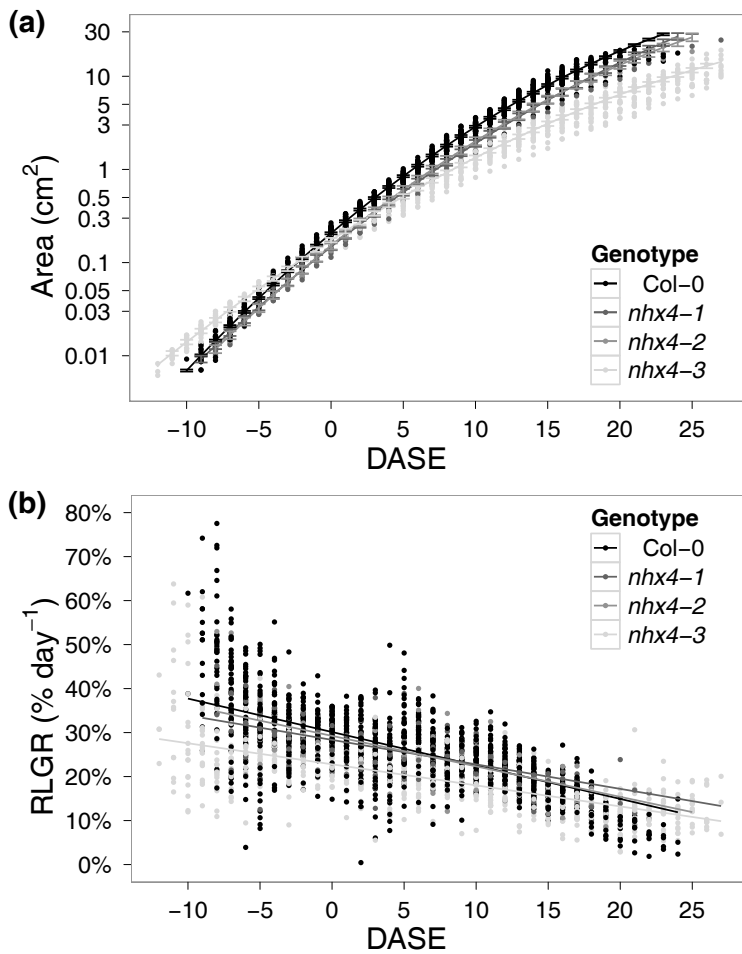 (a)
30
10
5
3
1
0.5
0.3
0.1
0.05
0.03
0.01
Area (cm²)
Genotype
Col−0
nhx4−1
nhx4−2
nhx4−3
−10 −5 0 5 10 15 20 25
DASE
(b)
80%
70%
60%
50%
40%
30%
20%
10%
0%
RLGR (% day⁻¹)
Genotype
Col−0
nhx4−1
nhx4−2
nhx4−3
−10 −5 0 5 10 15 20 25
DASE